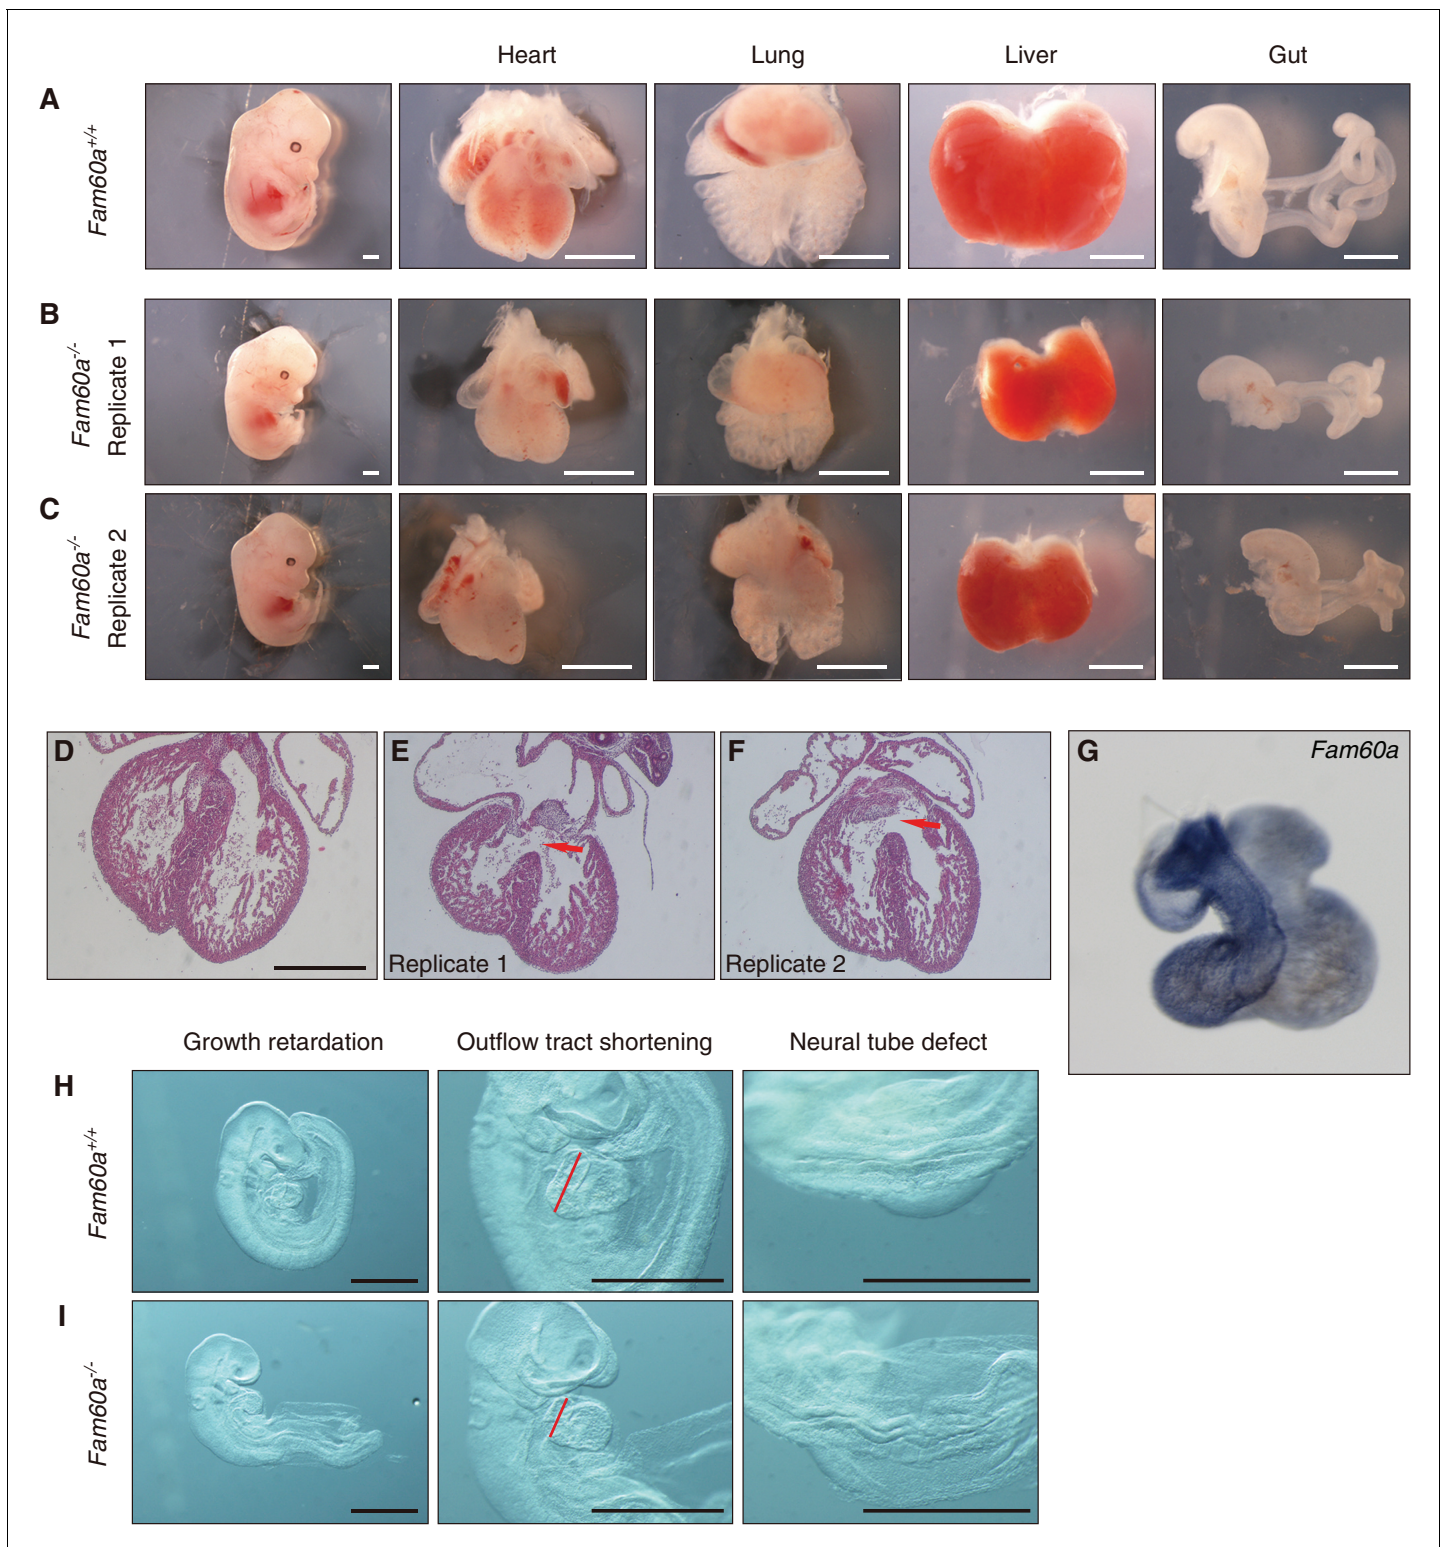 Heart Lung Liver Gut
A
Fam60a+/+
B
Fam60a-/-
Replicate 1
C
Fam60a-/-
Replicate 2
D
E
F
G
Fam60a
Replicate 1
Replicate 2
Growth retardation Outflow tract shortening Neural tube defect
H
Fam60a+/+
I
Fam60a-/-